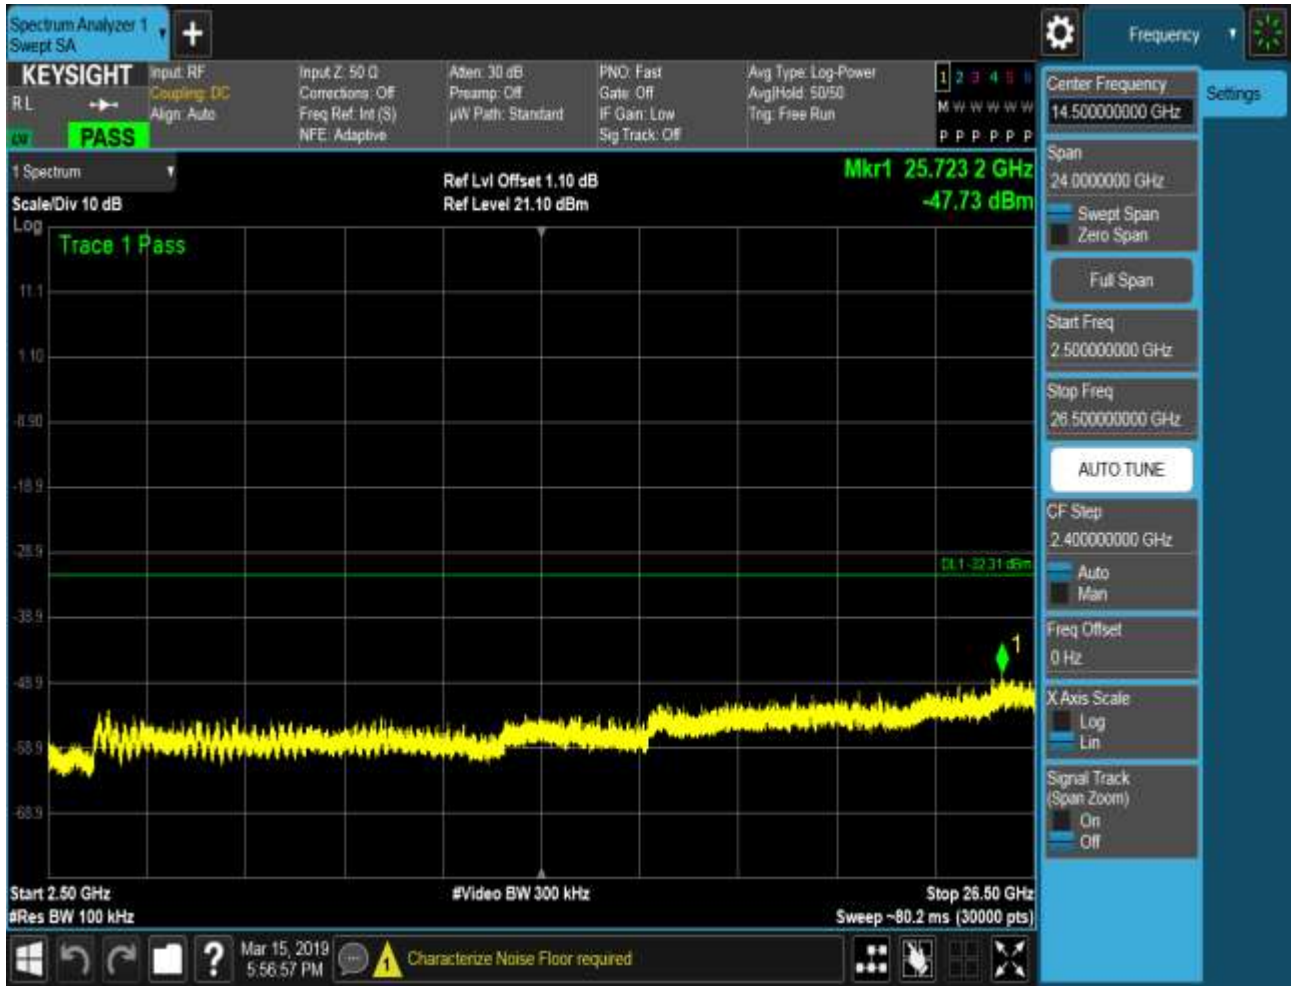 Spectrum Analyzer 1
Swept SA
Frequency
KEYSIGHT
R L
PASS
Input: RF
Coupling: DC
Align: Auto
Input Z: 50 Ω
Corrections: Off
Freq Ref: Int (S)
NFE: Adaptive
Atten: 30 dB
Preamp: Off
µW Path: Standard
PNO: Fast
Gate: Off
IF Gain: Low
Sig Track: Off
Avg Type: Log-Power
Avg|Hold: 50/50
Trig: Free Run
1 2 3 4 5 6
M W W W W W
P P P P P P
1 Spectrum
Scale/Div 10 dB
Log
Ref Lvl Offset 1.10 dB
Ref Level 21.10 dBm
Mkr1 25.723 2 GHz
-47.73 dBm
Trace 1 Pass
11.1
1.10
-8.90
-18.9
-28.9
DL1 -32.31 dBm
-38.9
1
-48.9
-58.9
-68.9
Start 2.50 GHz
#Video BW 300 kHz
Stop 26.50 GHz
#Res BW 100 kHz
Sweep ~80.2 ms (30000 pts)
Mar 15, 2019
5:56:57 PM
1
Characterize Noise Floor required
?
Settings
Center Frequency
14.500000000 GHz
Span
24.0000000 GHz
Swept Span
Zero Span
Full Span
Start Freq
2.500000000 GHz
Stop Freq
26.500000000 GHz
AUTO TUNE
CF Step
2.400000000 GHz
Auto
Man
Freq Offset
0 Hz
X Axis Scale
Log
Lin
Signal Track
(Span Zoom)
On
Off